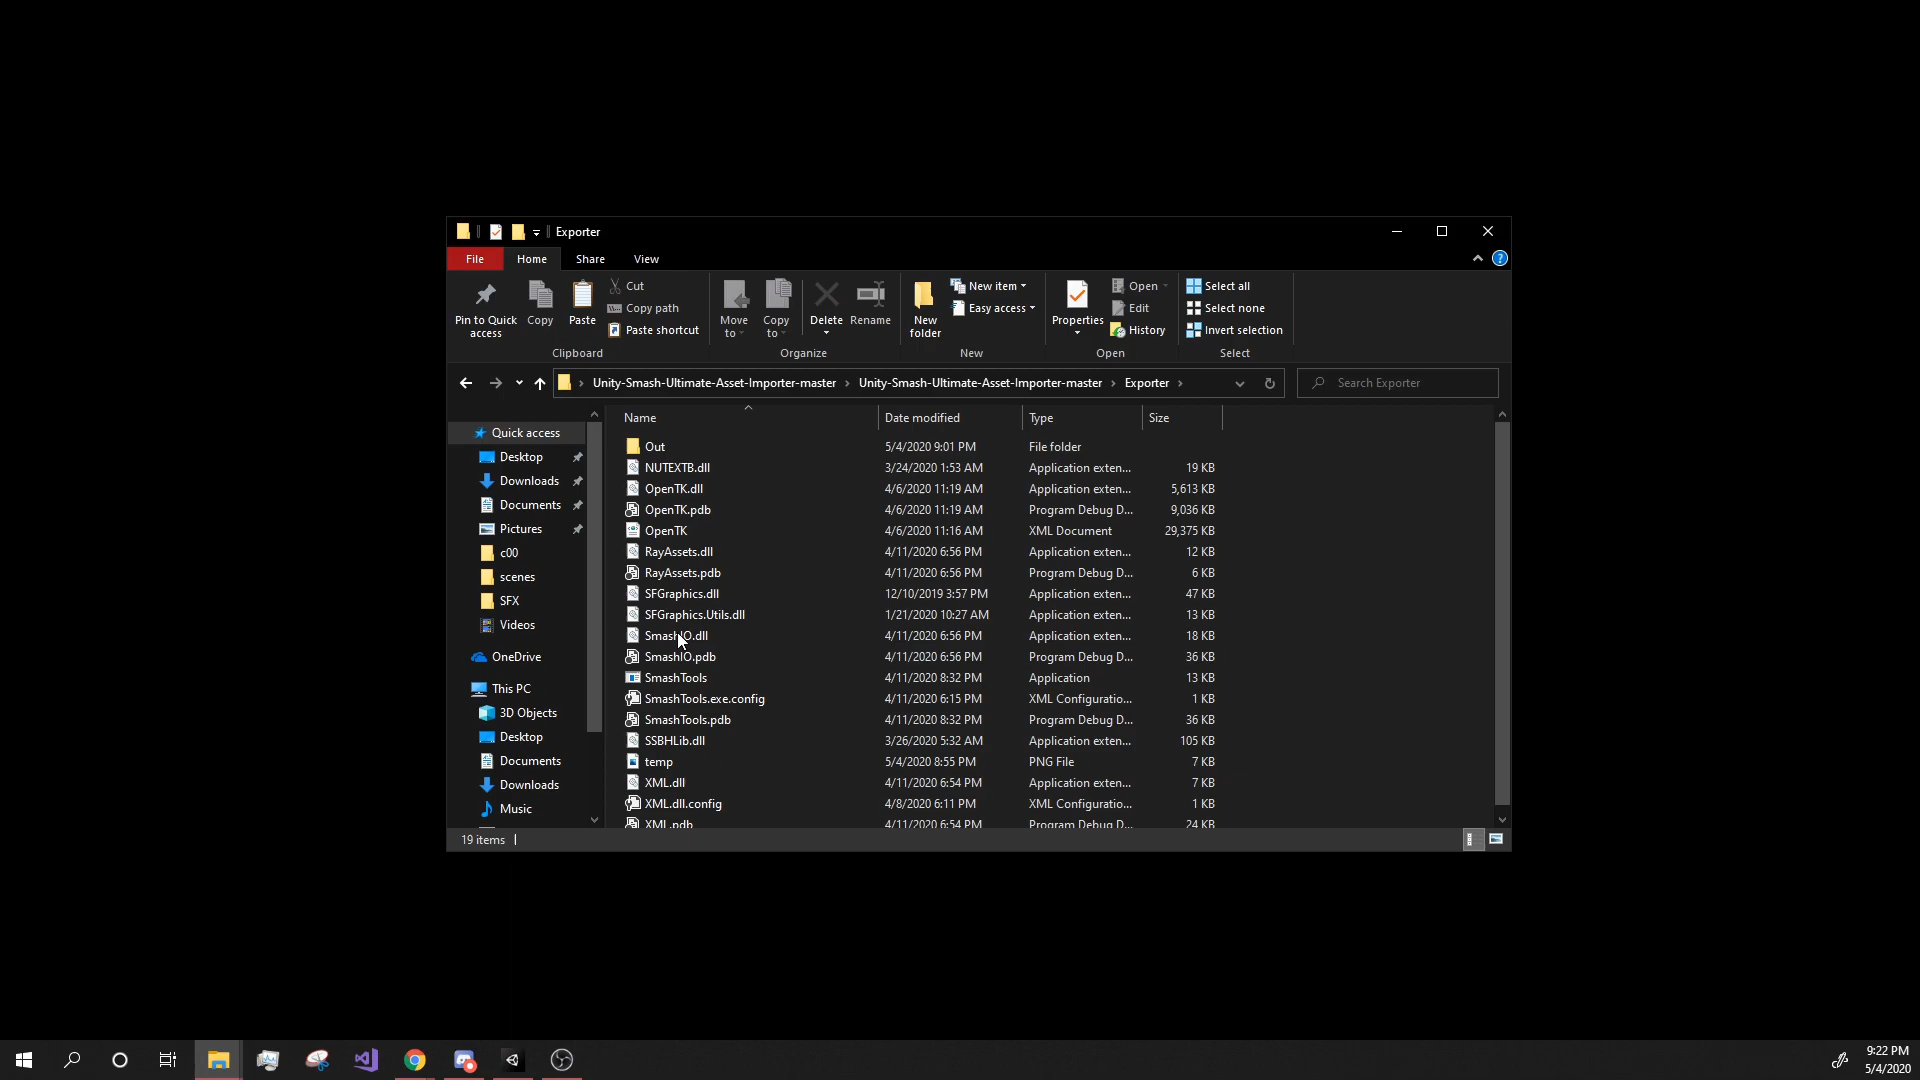 Exporter
File Home Share View
Pin to Quick access
Copy
Paste
Cut
Copy path
Paste shortcut
Clipboard
Move to
Copy to
Delete
Rename
Organize
New folder
New item
Easy access
New
Properties
Open
Edit
History
Open
Select all
Select none
Invert selection
Select
Unity-Smash-Ultimate-Asset-Importer-master › Unity-Smash-Ultimate-Asset-Importer-master › Exporter ›
Search Exporter
Quick access
Desktop
Downloads
Documents
Pictures
c00
scenes
SFX
Videos
OneDrive
This PC
3D Objects
Desktop
Documents
Downloads
Music
Name Date modified Type Size
Out 5/4/2020 9:01 PM File folder
NUTEXTB.dll 3/24/2020 1:53 AM Application exten... 19 KB
OpenTK.dll 4/6/2020 11:19 AM Application exten... 5,613 KB
OpenTK.pdb 4/6/2020 11:19 AM Program Debug D... 9,036 KB
OpenTK 4/6/2020 11:16 AM XML Document 29,375 KB
RayAssets.dll 4/11/2020 6:56 PM Application exten... 12 KB
RayAssets.pdb 4/11/2020 6:56 PM Program Debug D... 6 KB
SFGraphics.dll 12/10/2019 3:57 PM Application exten... 47 KB
SFGraphics.Utils.dll 1/21/2020 10:27 AM Application exten... 13 KB
SmashIO.dll 4/11/2020 6:56 PM Application exten... 18 KB
SmashIO.pdb 4/11/2020 6:56 PM Program Debug D... 36 KB
SmashTools 4/11/2020 8:32 PM Application 13 KB
SmashTools.exe.config 4/11/2020 6:15 PM XML Configuratio... 1 KB
SmashTools.pdb 4/11/2020 8:32 PM Program Debug D... 36 KB
SSBHLib.dll 3/26/2020 5:32 AM Application exten... 105 KB
temp 5/4/2020 8:55 PM PNG File 7 KB
XML.dll 4/11/2020 6:54 PM Application exten... 7 KB
XML.dll.config 4/8/2020 6:11 PM XML Configuratio... 1 KB
XML.pdb 4/11/2020 6:54 PM Program Debug D... 24 KB
19 items
9:22 PM
5/4/2020